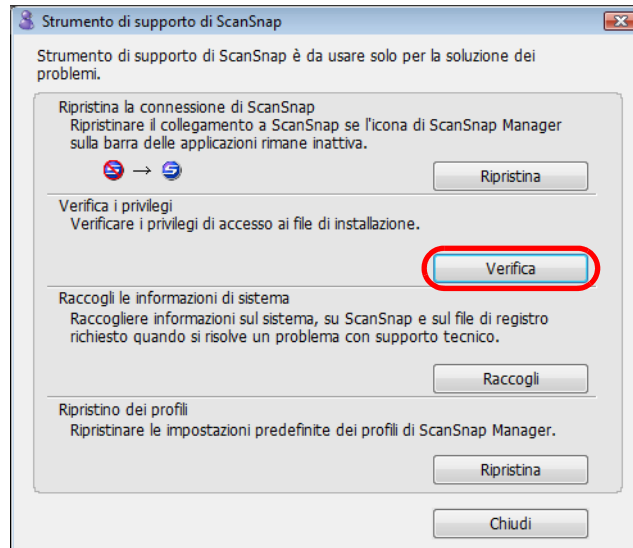 Strumento di supporto di ScanSnap
Strumento di supporto di ScanSnap è da usare solo per la soluzione dei
problemi.
Ripristina la connessione di ScanSnap
Ripristinare il collegamento a ScanSnap se l'icona di ScanSnap Manager
sulla barra delle applicazioni rimane inattiva.
Ripristina
Verifica i privilegi
Verificare i privilegi di accesso ai file di installazione.
Verifica
Raccogli le informazioni di sistema
Raccogliere informazioni sul sistema, su ScanSnap e sul file di registro
richiesto quando si risolve un problema con supporto tecnico.
Raccogli
Ripristino dei profili
Ripristinare le impostazioni predefinite dei profili di ScanSnap Manager.
Ripristina
Chiudi